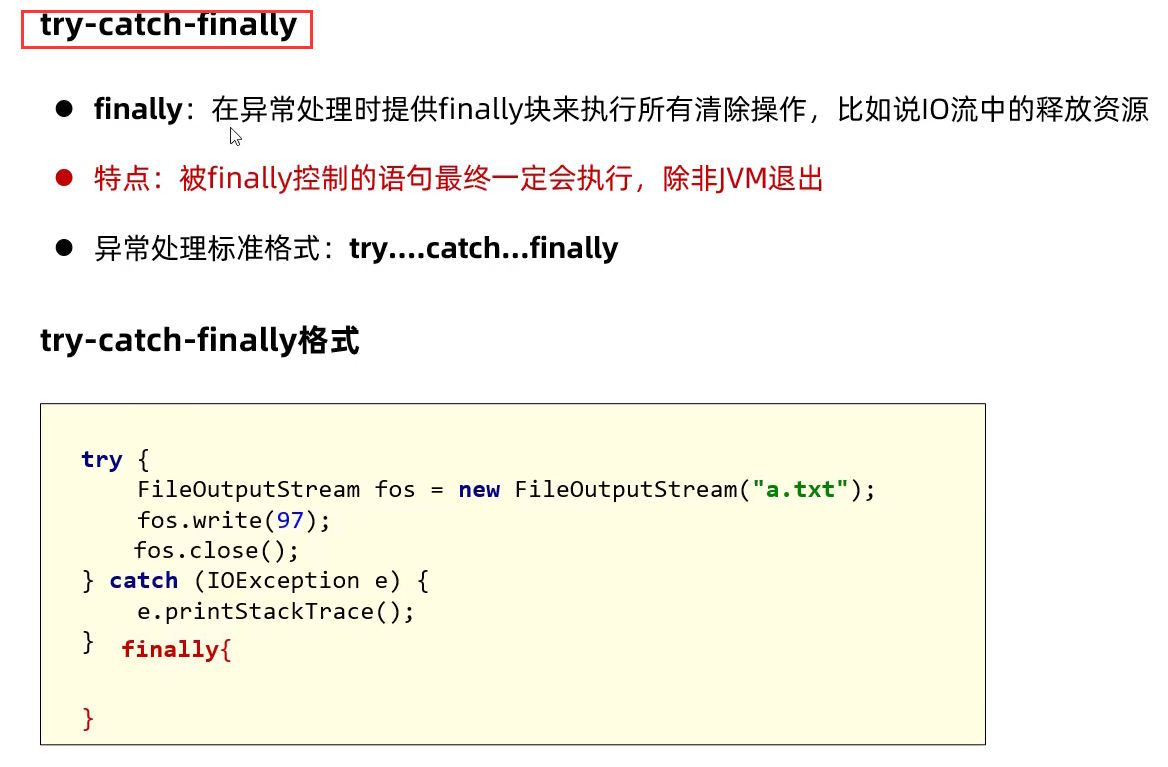 try-catch-finally
● finally：在异常处理时提供finally块来执行所有清除操作，比如说IO流中的释放资源
● 特点：被finally控制的语句最终一定会执行，除非JVM退出
● 异常处理标准格式：try....catch...finally
try-catch-finally格式
try {
    FileOutputStream fos = new FileOutputStream("a.txt");
    fos.write(97);
    fos.close();
} catch (IOException e) {
    e.printStackTrace();
} finally{
}